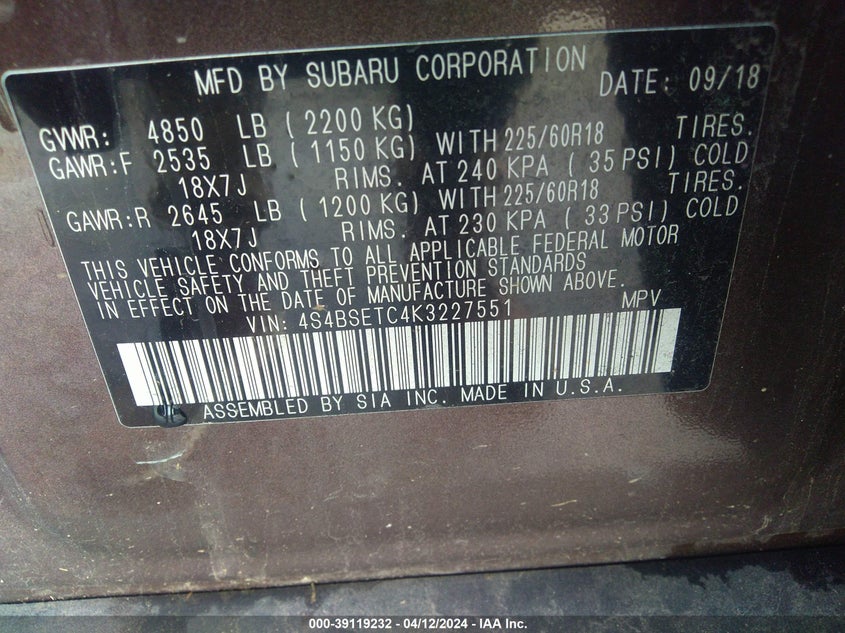 MFD BY SUBARU CORPORATION DATE: 09/18
GVWR: 4850 LB (2200 KG)
GAWR:F 2535 LB (1150 KG) WITH 225/60R18 TIRES.
18X7J RIMS. AT 240 KPA (35 PSI) COLD
GAWR:R 2645 LB (1200 KG) WITH 225/60R18 TIRES.
18X7J RIMS. AT 230 KPA (33 PSI) COLD
THIS VEHICLE CONFORMS TO ALL APPLICABLE FEDERAL MOTOR
VEHICLE SAFETY AND THEFT PREVENTION STANDARDS
IN EFFECT ON THE DATE OF MANUFACTURE SHOWN ABOVE.
VIN: 4S4BSETC4K3227551 MPV
ASSEMBLED BY SIA INC. MADE IN U.S.A.
000-39119232 - 04/12/2024 - IAA Inc.